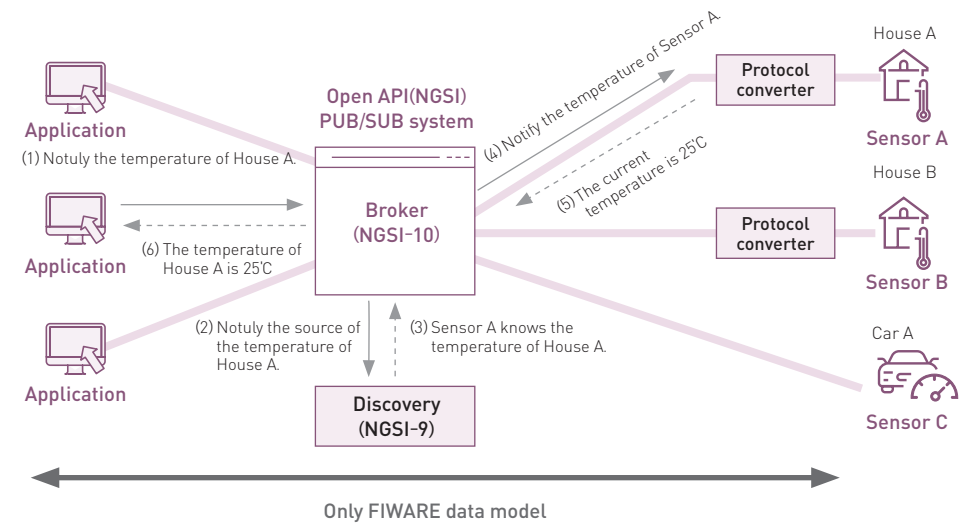 Open API(NGSI)
PUB/SUB system
Application
(1) Notuly the temperature of House A.
Application
(6) The temperature of
House A is 25℃
Application
Broker
(NGSI-10)
(2) Notuly the source of
the temperature of
House A.
(3) Sensor A knows the
temperature of House A.
Discovery
(NGSI-9)
(4) Notify the temperature of Sensor A.
(5) The current
temperature is 25℃
Protocol
converter
House A
Sensor A
Protocol
converter
House B
Sensor B
Car A
Sensor C
Only FIWARE data model